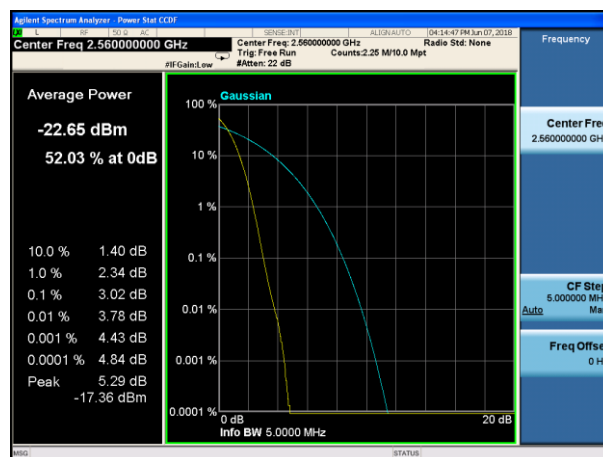 Agilent Spectrum Analyzer - Power Stat CCDF
L RF 50 Ω AC SENSE:INT ALIGN AUTO 04:14:47 PM Jun 07, 2018
Center Freq 2.560000000 GHz
Center Freq: 2.560000000 GHz Radio Std: None
Trig: Free Run Counts:2.25 M/10.0 Mpt
#IFGain:Low #Atten: 22 dB
Frequency
Average Power
-22.65 dBm
52.03 % at 0dB
10.0 % 1.40 dB
1.0 % 2.34 dB
0.1 % 3.02 dB
0.01 % 3.78 dB
0.001 % 4.43 dB
0.0001 % 4.84 dB
Peak 5.29 dB
-17.36 dBm
Gaussian
100 %
10 %
1 %
0.1 %
0.01 %
0.001 %
0.0001 %
0 dB 20 dB
Info BW 5.0000 MHz
Center Fre
2.560000000 GH
CF Step
5.000000 MH
Auto Ma
Freq Offse
0 H
MSG STATUS